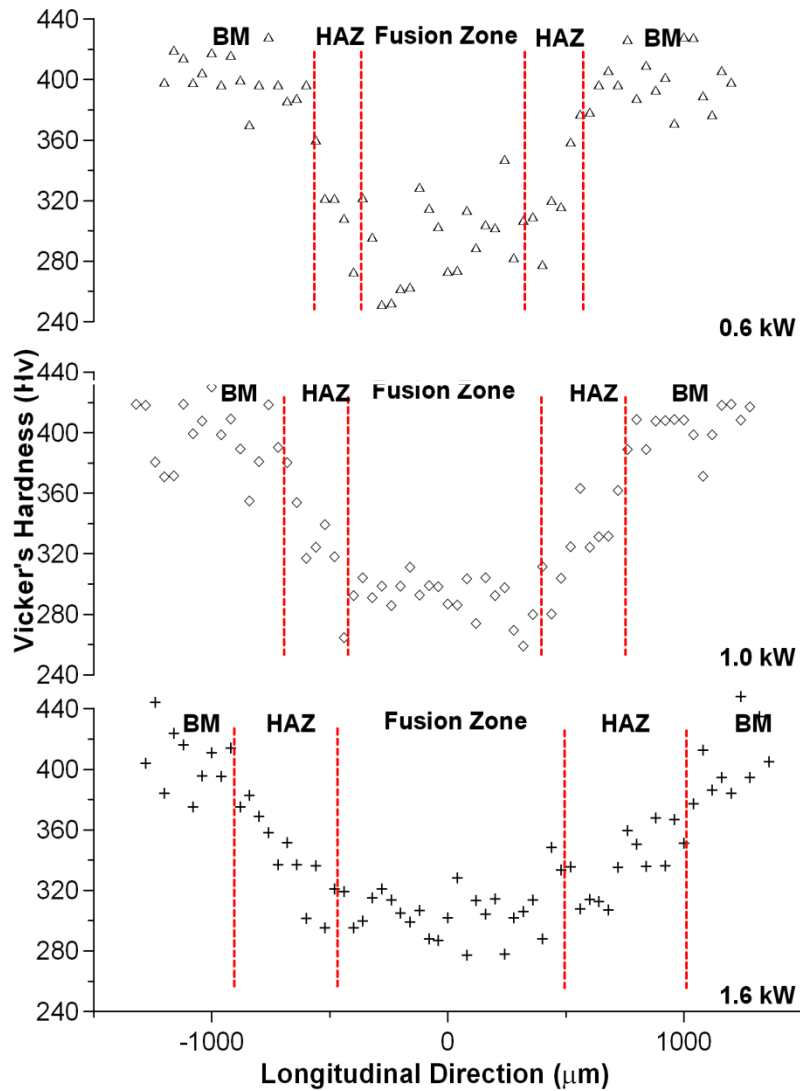 440
BM HAZ Fusion Zone HAZ BM
400
360
320
280
240
0.6 kW
Vicker's Hardness (Hv)
440
BM HAZ Fusion Zone HAZ BM
400
360
320
280
240
1.0 kW
440
BM HAZ Fusion Zone HAZ BM
400
360
320
280
240
1.6 kW
-1000 0 1000
Longitudinal Direction (μm)